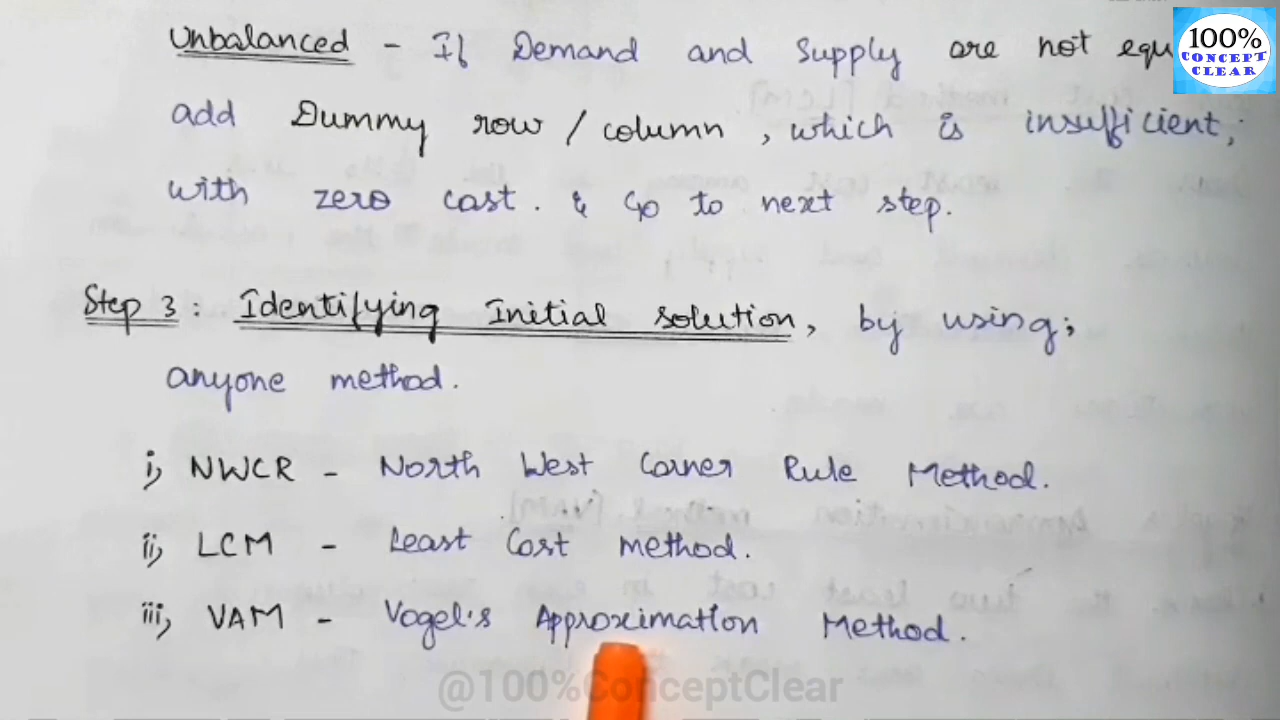 Unbalanced - If Demand and Supply are not equ
100%
CONCEPT
CLEAR
add Dummy row / column , which is insufficient,
with zero cost . & Go to next step.
Step 3 : Identifying Initial solution, by using;
anyone method.
i, NWCR - North West Corner Rule Method.
ii, LCM - Least Cost method.
iii, VAM - Vogel's Approximation Method.
@100%ConceptClear